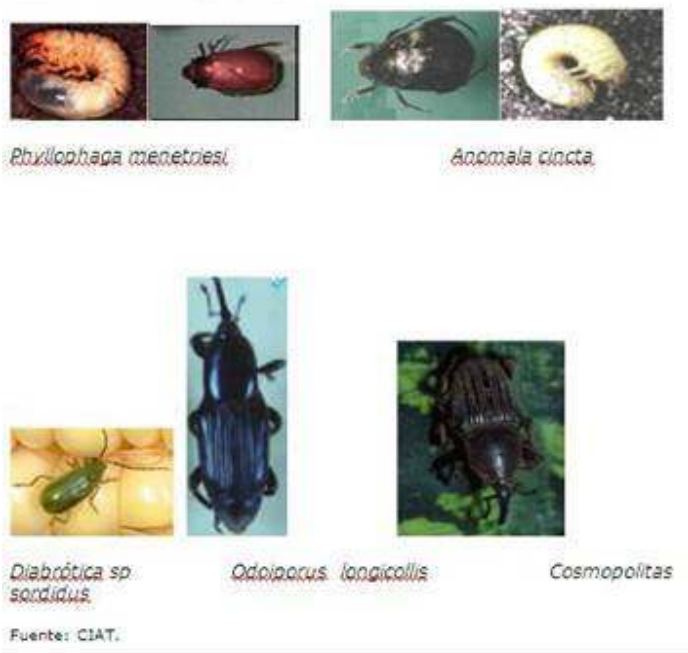 Phyllophaga menetriesi Anomala cincta
Diabrótica sp Odoiporus longicollis Cosmopolitas
sordidus
Fuente: CIAT.